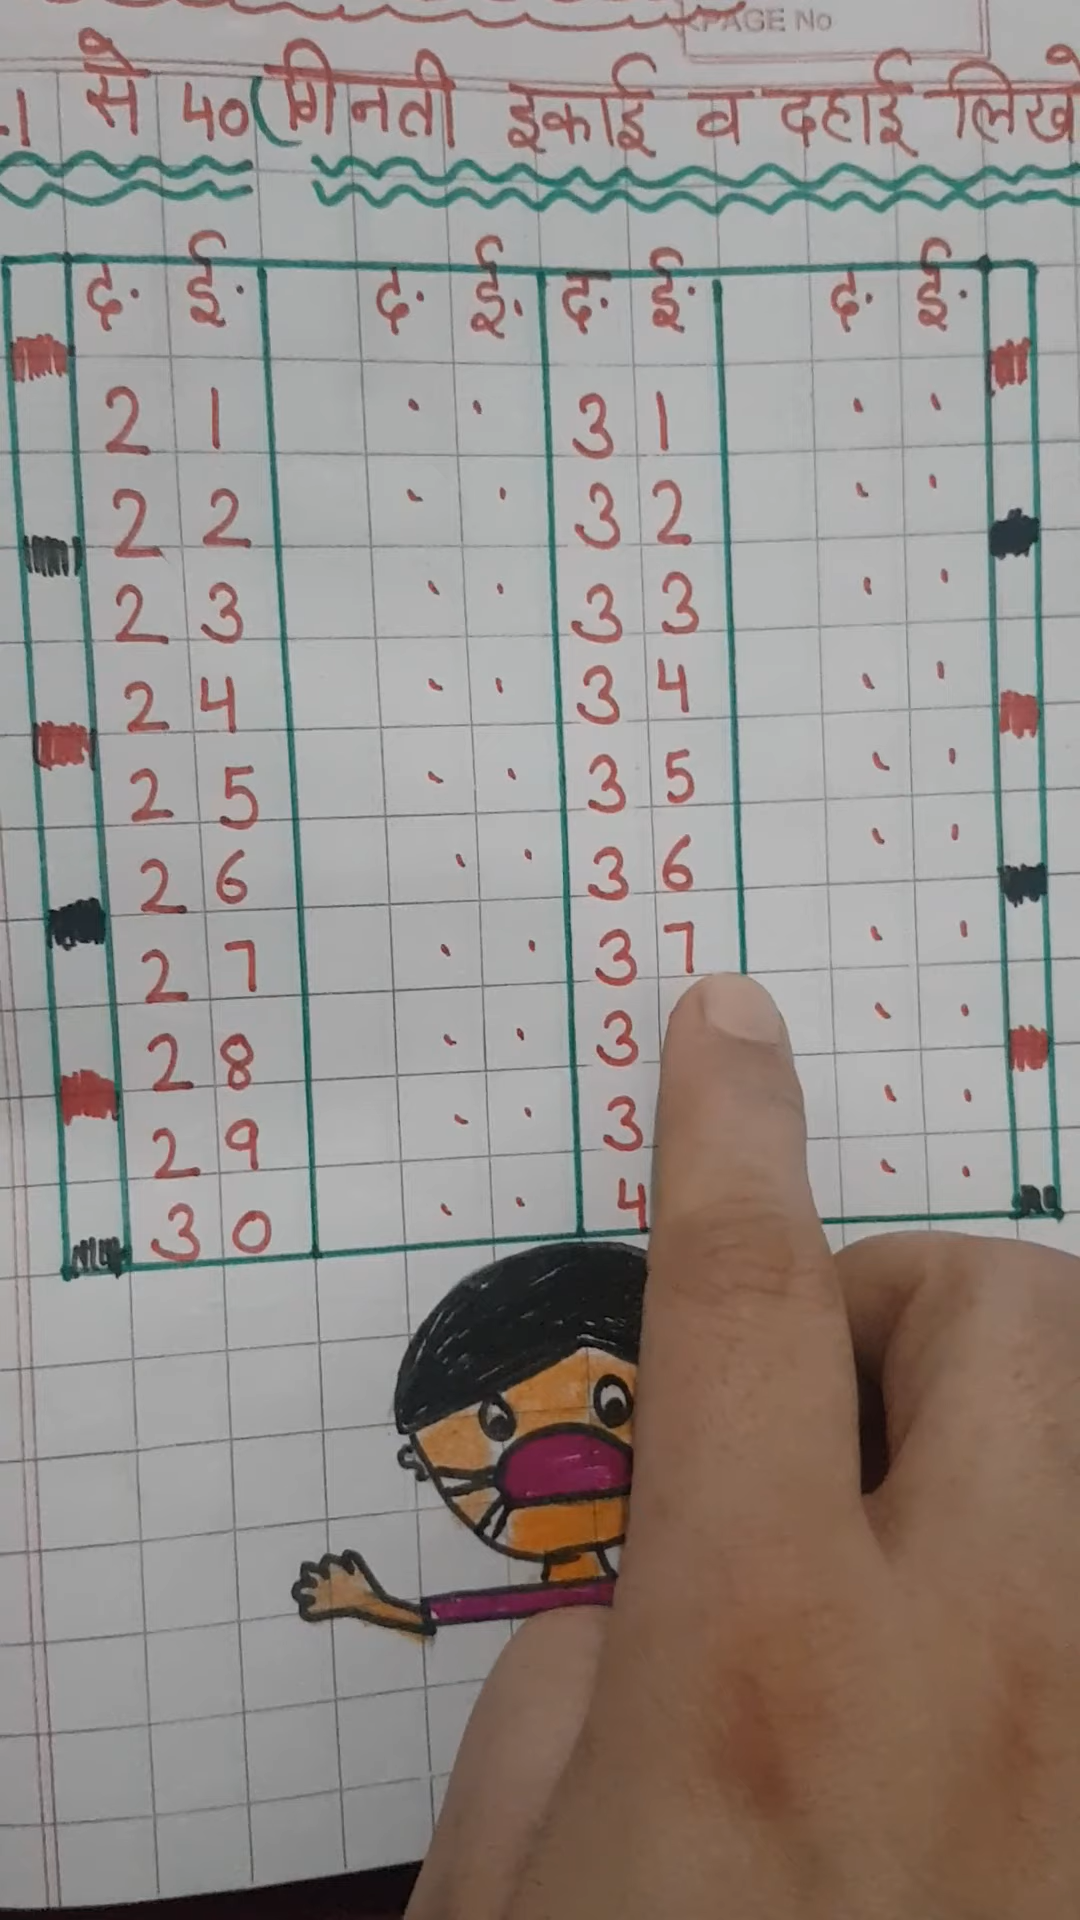 PAGE No
1 से 40 (गिनती इकाई व दहाई लिखो
द. ई. द. ई. द. ई. द. ई.
2 1 3 1
2 2 3 2
2 3 3 3
2 4 3 4
2 5 3 5
2 6 3 6
2 7 3 7
2 8 3
2 9 3
3 0 4